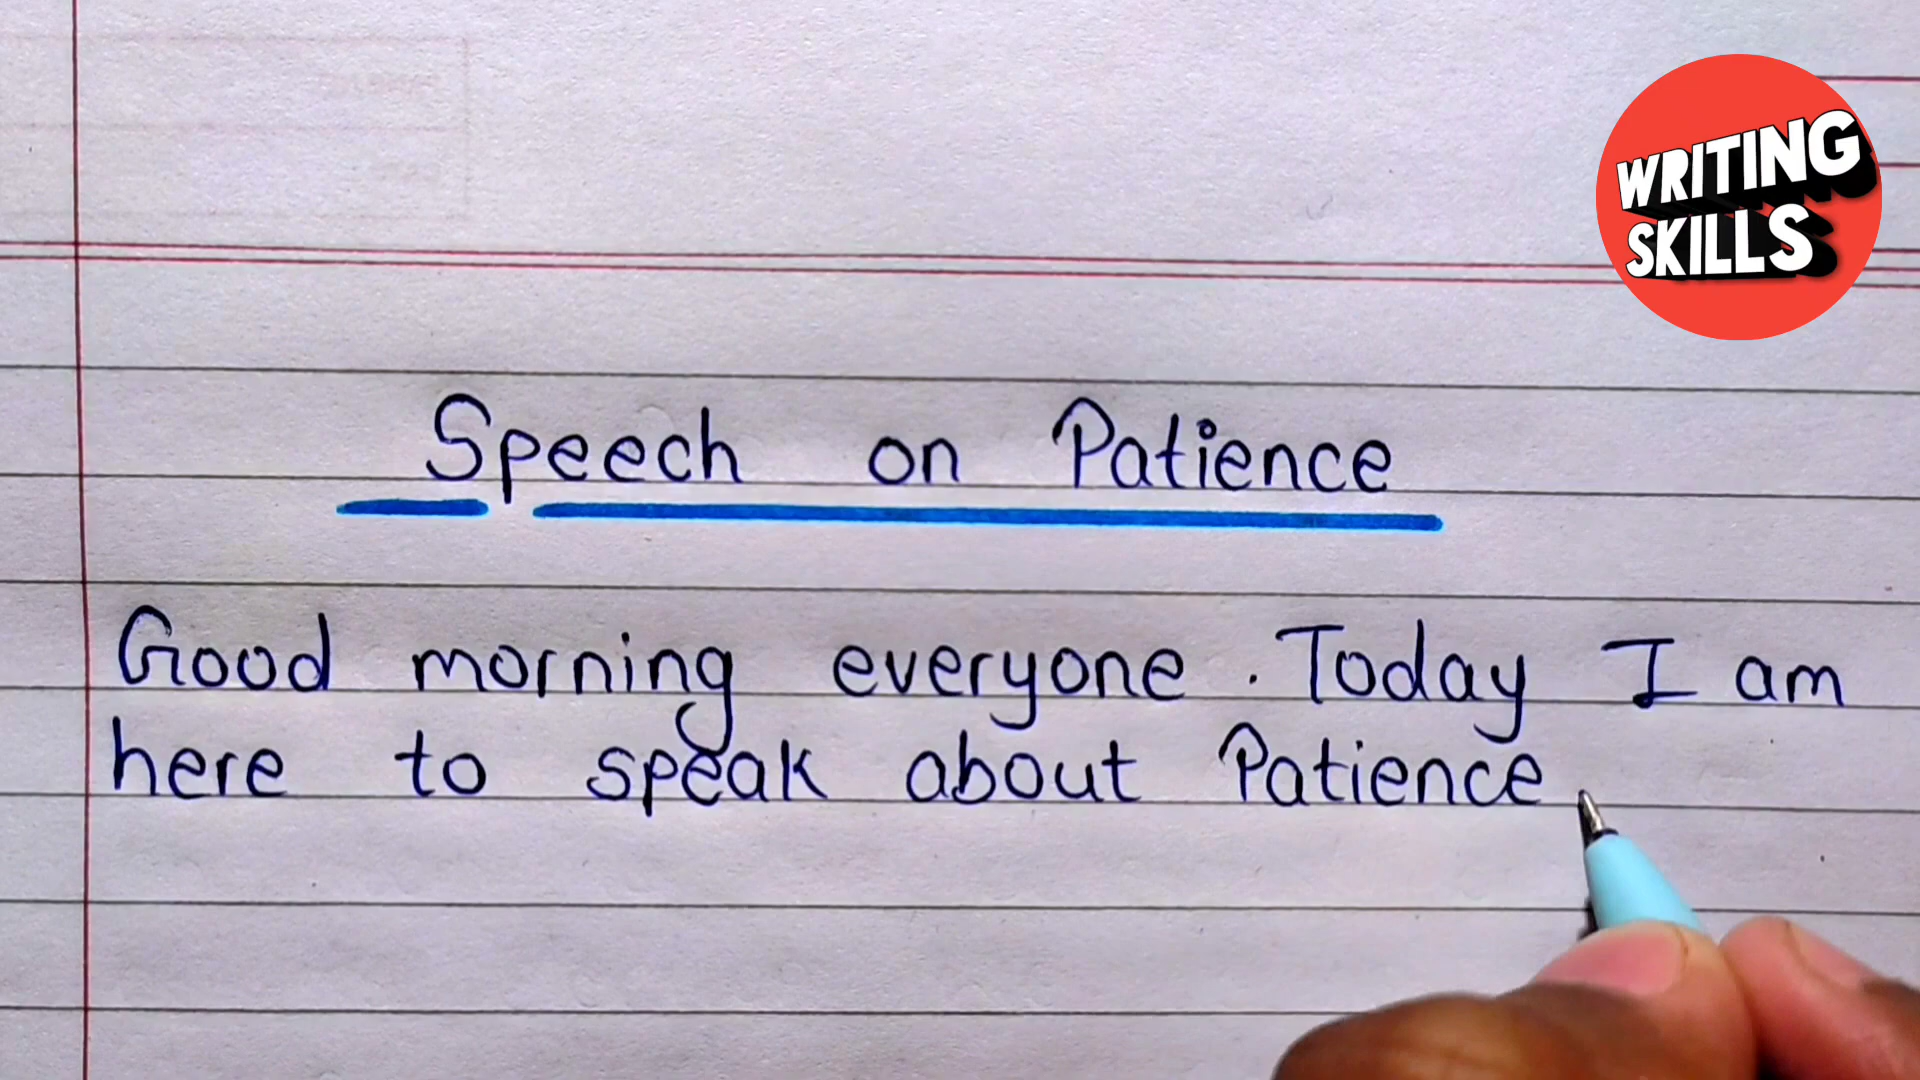 WRITING
SKILLS
Speech on Patience
Good morning everyone. Today I am
here to speak about Patience